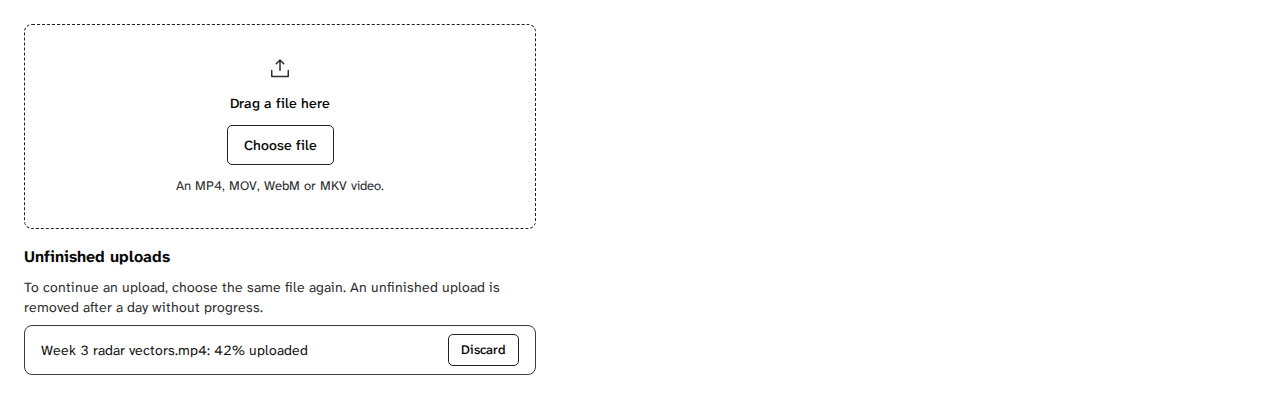 Drag a file here
Choose file
An MP4, MOV, WebM or MKV video.
Unfinished uploads
To continue an upload, choose the same file again. An unfinished upload is
removed after a day without progress.
Week 3 radar vectors.mp4: 42% uploaded
Discard